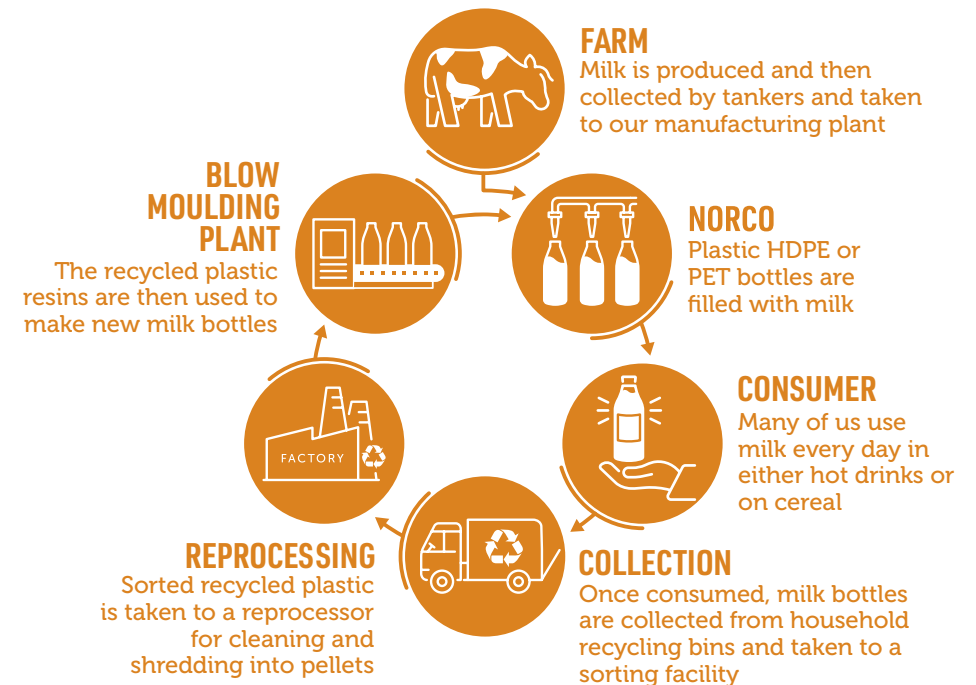 FARM
Milk is produced and then
collected by tankers and taken
to our manufacturing plant
NORCO
Plastic HDPE or
PET bottles are
filled with milk
CONSUMER
Many of us use
milk every day in
either hot drinks or
on cereal
COLLECTION
Once consumed, milk bottles
are collected from household
recycling bins and taken to a
sorting facility
REPROCESSING
Sorted recycled plastic
is taken to a reprocessor
for cleaning and
shredding into pellets
FACTORY
BLOW
MOULDING
PLANT
The recycled plastic
resins are then used to
make new milk bottles